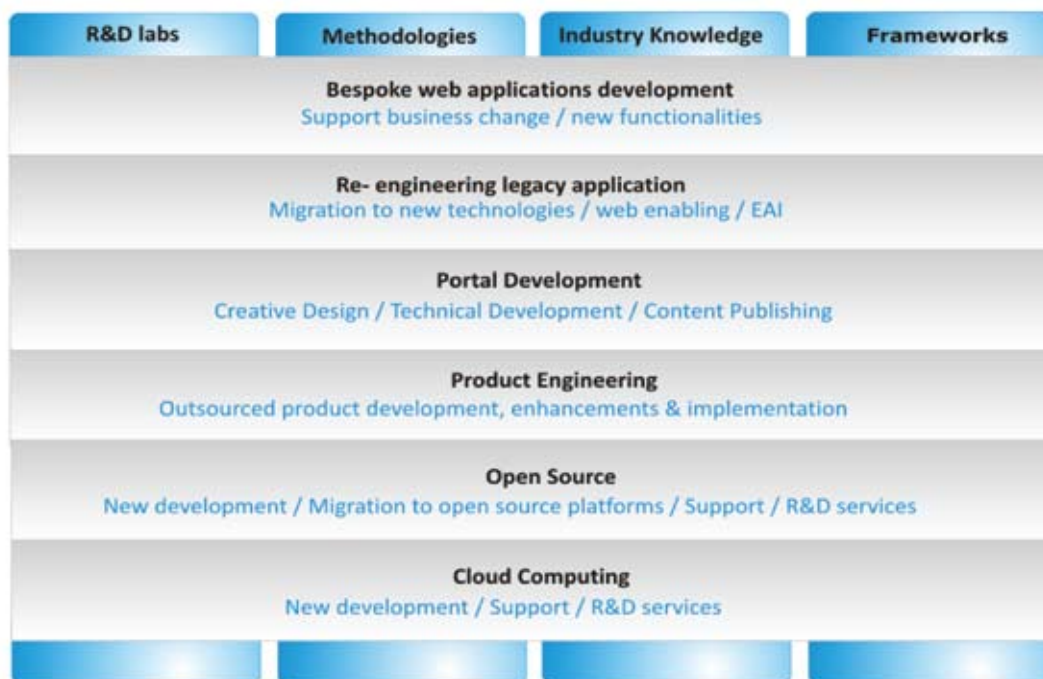 R&D labs
Methodologies
Industry Knowledge
Frameworks
Bespoke web applications development
Support business change / new functionalities
Re- engineering legacy application
Migration to new technologies / web enabling / EAI
Portal Development
Creative Design / Technical Development / Content Publishing
Product Engineering
Outsourced product development, enhancements & implementation
Open Source
New development / Migration to open source platforms / Support / R&D services
Cloud Computing
New development / Support / R&D services